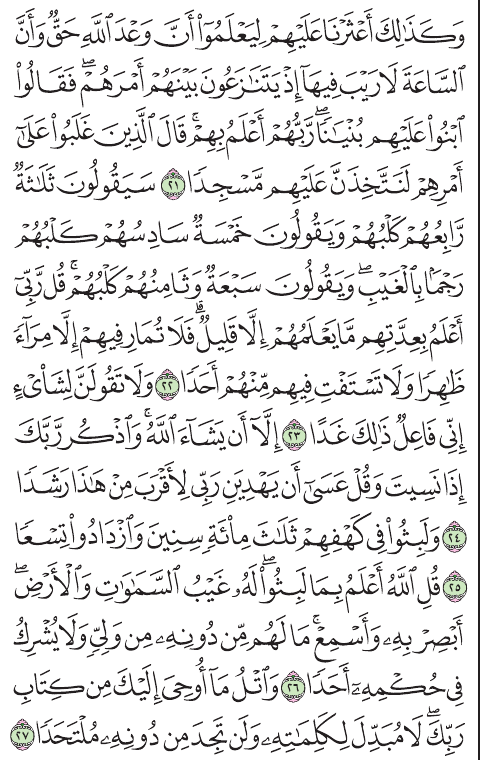 وَكَذَٰلِكَ أَعْثَرْنَا عَلَيْهِمْ لِيَعْلَمُوٓا۟ أَنَّ وَعْدَ ٱللَّهِ حَقٌّ وَأَنَّ
ٱلسَّاعَةَ لَا رَيْبَ فِيهَآ إِذْ يَتَنَٰزَعُونَ بَيْنَهُمْ أَمْرَهُمْ ۖ فَقَالُوا۟
ٱبْنُوا۟ عَلَيْهِم بُنْيَٰنًا ۖ رَّبُّهُمْ أَعْلَمُ بِهِمْ ۚ قَالَ ٱلَّذِينَ غَلَبُوا۟ عَلَىٰٓ
أَمْرِهِمْ لَنَتَّخِذَنَّ عَلَيْهِم مَّسْجِدًا ٢١ سَيَقُولُونَ ثَلَٰثَةٌ
رَّابِعُهُمْ كَلْبُهُمْ وَيَقُولُونَ خَمْسَةٌ سَادِسُهُمْ كَلْبُهُمْ
رَجْمًۢا بِٱلْغَيْبِ ۖ وَيَقُولُونَ سَبْعَةٌ وَثَامِنُهُمْ كَلْبُهُمْ ۚ قُل رَّبِّىٓ
أَعْلَمُ بِعِدَّتِهِم مَّا يَعْلَمُهُمْ إِلَّا قَلِيلٌ ۗ فَلَا تُمَارِ فِيهِمْ إِلَّا مِرَآءً
ظَٰهِرًا وَلَا تَسْتَفْتِ فِيهِم مِّنْهُمْ أَحَدًا ٢٢ وَلَا تَقُولَنَّ لِشَا۟ىْءٍ
إِنِّى فَاعِلٌ ذَٰلِكَ غَدًا ٢٣ إِلَّآ أَن يَشَآءَ ٱللَّهُ ۚ وَٱذْكُر رَّبَّكَ
إِذَا نَسِيتَ وَقُلْ عَسَىٰٓ أَن يَهْدِيَنِ رَبِّى لِأَقْرَبَ مِنْ هَٰذَا رَشَدًا
٢٤ وَلَبِثُوا۟ فِى كَهْفِهِمْ ثَلَٰثَ مِا۟ئَةٍ سِنِينَ وَٱزْدَادُوا۟ تِسْعًا
٢٥ قُلِ ٱللَّهُ أَعْلَمُ بِمَا لَبِثُوا۟ ۖ لَهُۥ غَيْبُ ٱلسَّمَٰوَٰتِ وَٱلْأَرْضِ ۖ
أَبْصِرْ بِهِۦ وَأَسْمِعْ ۚ مَا لَهُم مِّن دُونِهِۦ مِن وَلِىٍّ وَلَا يُشْرِكُ
فِى حُكْمِهِۦٓ أَحَدًا ٢٦ وَٱتْلُ مَآ أُوحِىَ إِلَيْكَ مِن كِتَابِ
رَبِّكَ ۖ لَا مُبَدِّلَ لِكَلِمَٰتِهِۦ وَلَن تَجِدَ مِن دُونِهِۦ مُلْتَحَدًا ٢٧